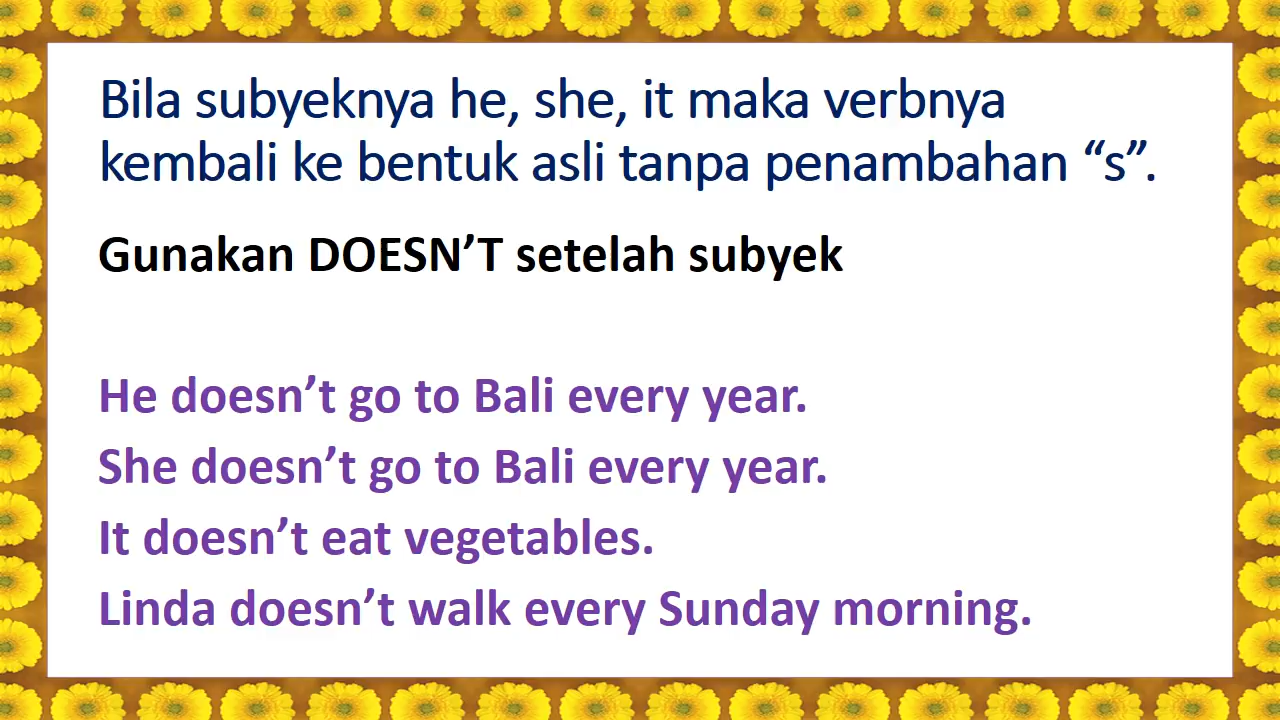 Bila subyeknya he, she, it maka verbnya
kembali ke bentuk asli tanpa penambahan “s”.
Gunakan DOESN’T setelah subyek
He doesn’t go to Bali every year.
She doesn’t go to Bali every year.
It doesn’t eat vegetables.
Linda doesn’t walk every Sunday morning.